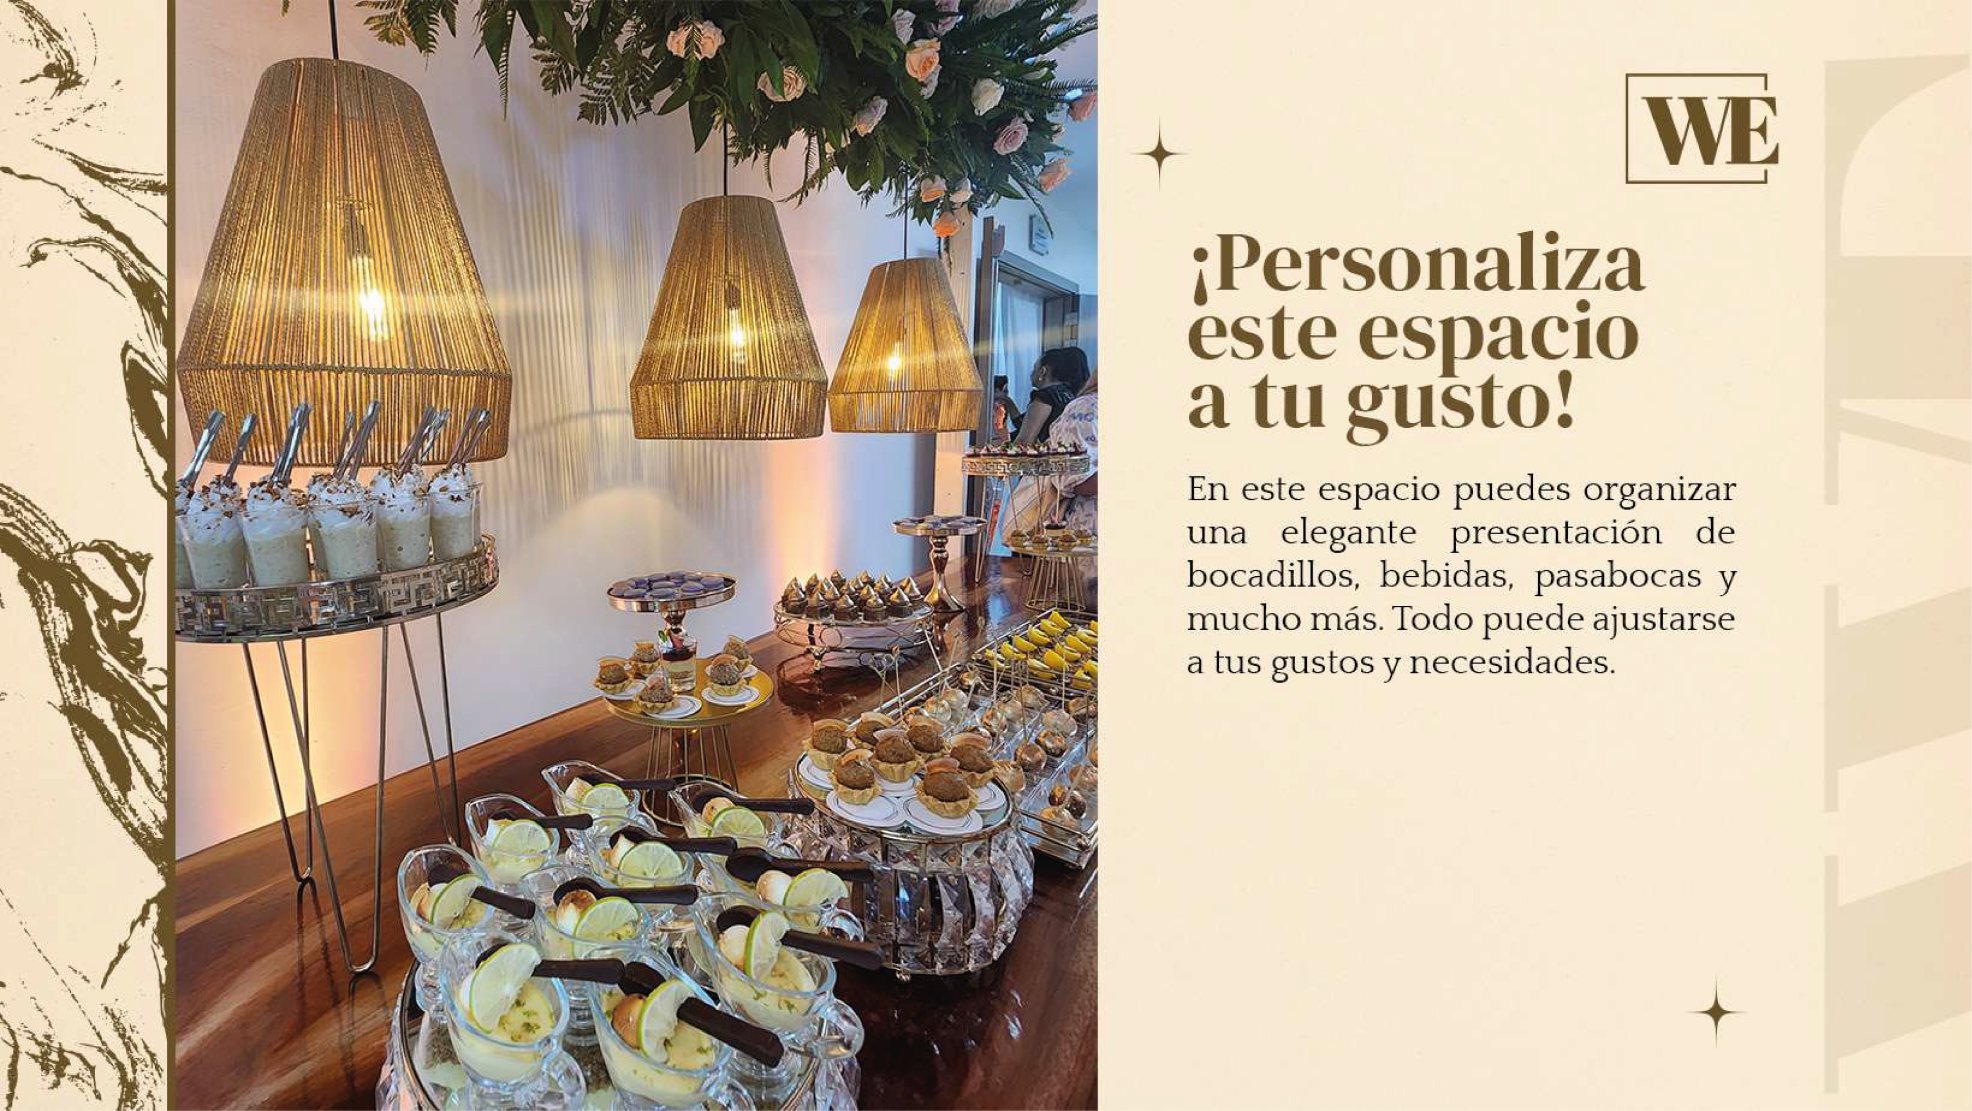 WE
¡Personaliza
este espacio
a tu gusto!
En este espacio puedes organizar
una elegante presentación de
bocadillos, bebidas, pasabocas y
mucho más. Todo puede ajustarse
a tus gustos y necesidades.